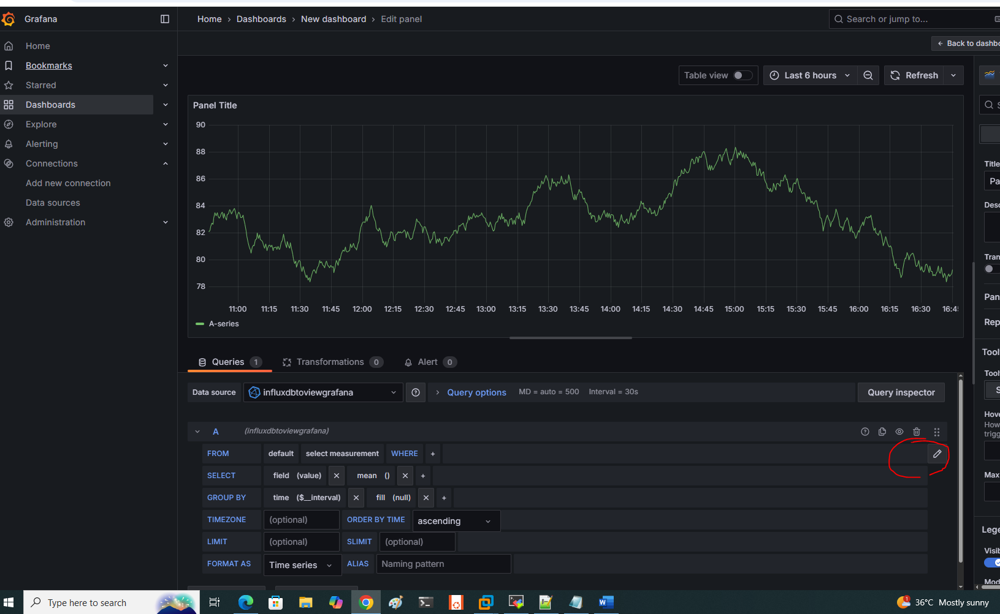 Grafana
Home › Dashboards › New dashboard › Edit panel
Search or jump to...
Home
Bookmarks
Starred
Dashboards
Explore
Alerting
Connections
Add new connection
Data sources
Administration
← Back to dashbo
Table view
Last 6 hours
Refresh
Panel Title
90
88
86
84
82
80
78
11:00 11:15 11:30 11:45 12:00 12:15 12:30 12:45 13:00 13:15 13:30 13:45 14:00 14:15 14:30 14:45 15:00 15:15 15:30 15:45 16:00 16:15 16:30 16:45
A-series
Queries 1
Transformations 0
Alert 0
Data source
influxdbtoviewgrafana
Query options
MD = auto = 500
Interval = 30s
Query inspector
A
(influxdbtoviewgrafana)
FROM default select measurement WHERE +
SELECT field (value) × mean () × +
GROUP BY time ($__interval) × fill (null) × +
TIMEZONE (optional) ORDER BY TIME ascending
LIMIT (optional) SLIMIT (optional)
FORMAT AS Time series ALIAS Naming pattern
Title
Pa
Desc
Tran
Pan
Rep
Tool
Tool
S
Hove
How
trigg
Max
Lege
Visib
Mod
Type here to search
1
36°C Mostly sunny